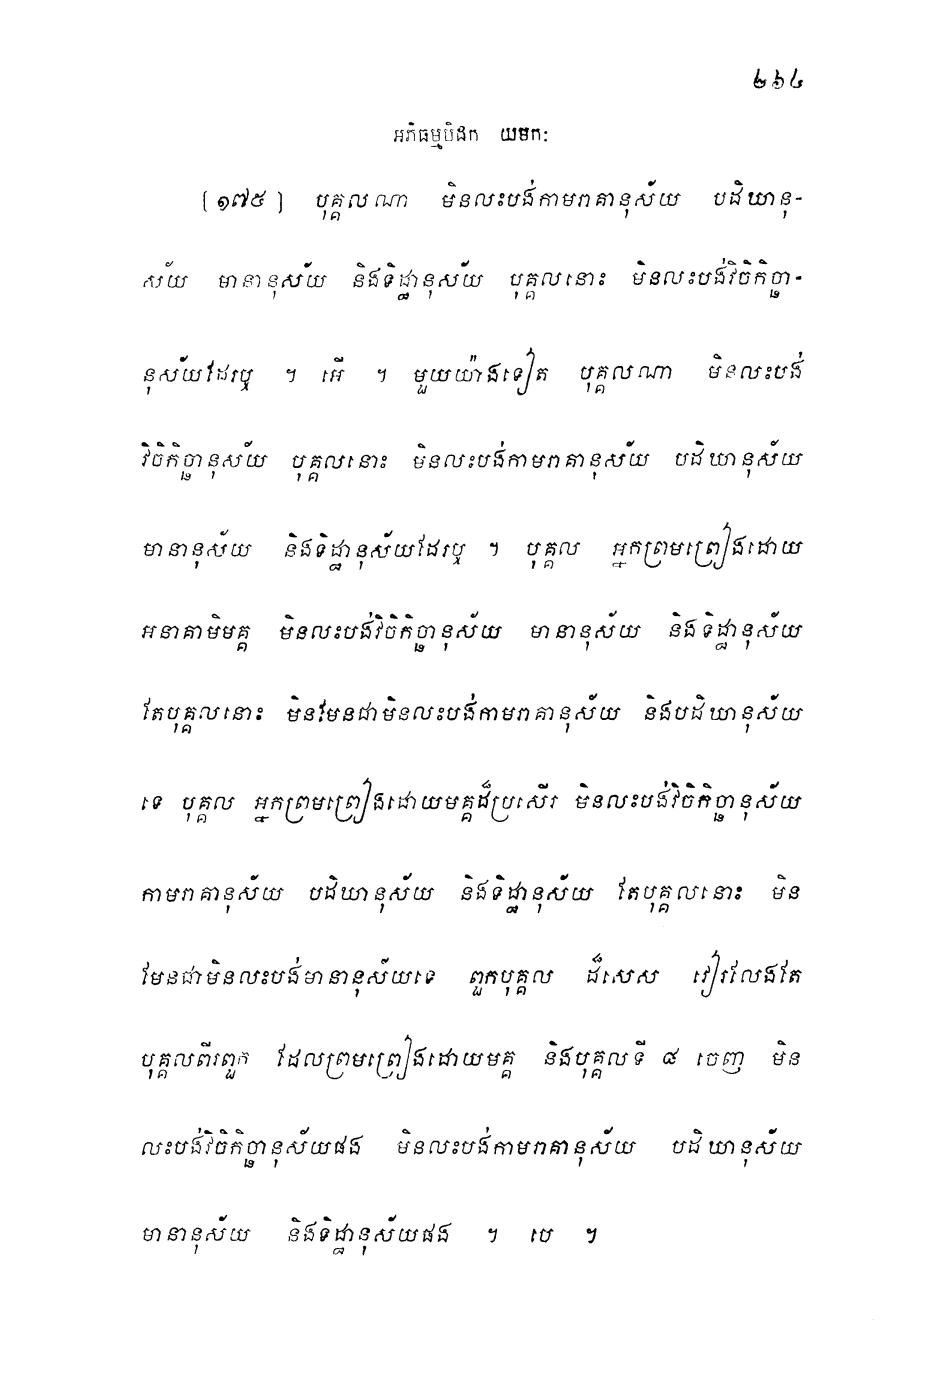 ២៦៤
អភិធម្មបិដក យមកៈ
[១៧៥] បុគ្គលណា មិនលះបង់កាមរាគានុស័យ បដិឃានុ-
ស័យ មានានុស័យ និងទិដ្ឋានុស័យ បុគ្គលនោះ មិនលះបង់វិចិកិច្ឆា-
នុស័យដែរឬ ។ អើ ។ មួយយ៉ាងទៀត បុគ្គលណា មិនលះបង់
វិចិកិច្ឆានុស័យ បុគ្គលនោះ មិនលះបង់កាមរាគានុស័យ បដិឃានុស័យ
មានានុស័យ និងទិដ្ឋានុស័យដែរឬ ។ បុគ្គល អ្នកព្រមព្រៀងដោយ
អនាគាមិមគ្គ មិនលះបង់វិចិកិច្ឆានុស័យ មានានុស័យ និងទិដ្ឋានុស័យ
តែបុគ្គលនោះ មិនមែនជាមិនលះបង់កាមរាគានុស័យ និងបដិឃានុស័យ
ទេ បុគ្គល អ្នកព្រមព្រៀងដោយមគ្គដ៏ប្រសើរ មិនលះបង់វិចិកិច្ឆានុស័យ
កាមរាគានុស័យ បដិឃានុស័យ និងទិដ្ឋានុស័យ តែបុគ្គលនោះ មិន
មែនជាមិនលះបង់មានានុស័យទេ ពួកបុគ្គល ដ៏សេស វៀរលែងតែ
បុគ្គលពីរពួក ដែលព្រមព្រៀងដោយមគ្គ និងបុគ្គលទី ៨ ចេញ មិន
លះបង់វិចិកិច្ឆានុស័យផង មិនលះបង់កាមរាគានុស័យ បដិឃានុស័យ
មានានុស័យ និងទិដ្ឋានុស័យផង ។ បេ ។